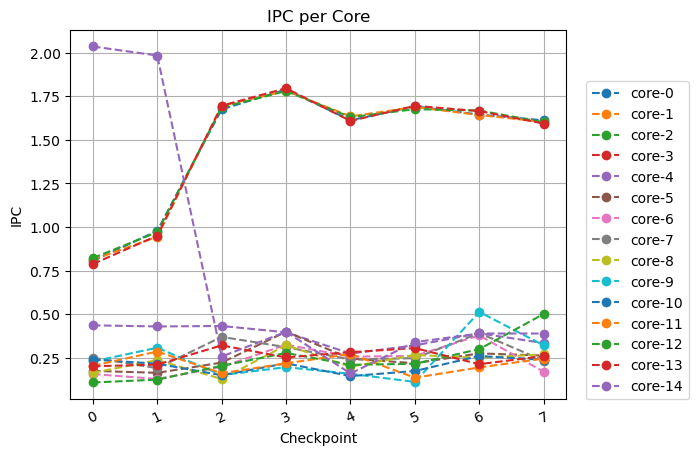 IPC per Core
IPC
2.00
1.75
1.50
1.25
1.00
0.75
0.50
0.25
0
1
2
3
4
5
6
7
Checkpoint
core-0
core-1
core-2
core-3
core-4
core-5
core-6
core-7
core-8
core-9
core-10
core-11
core-12
core-13
core-14